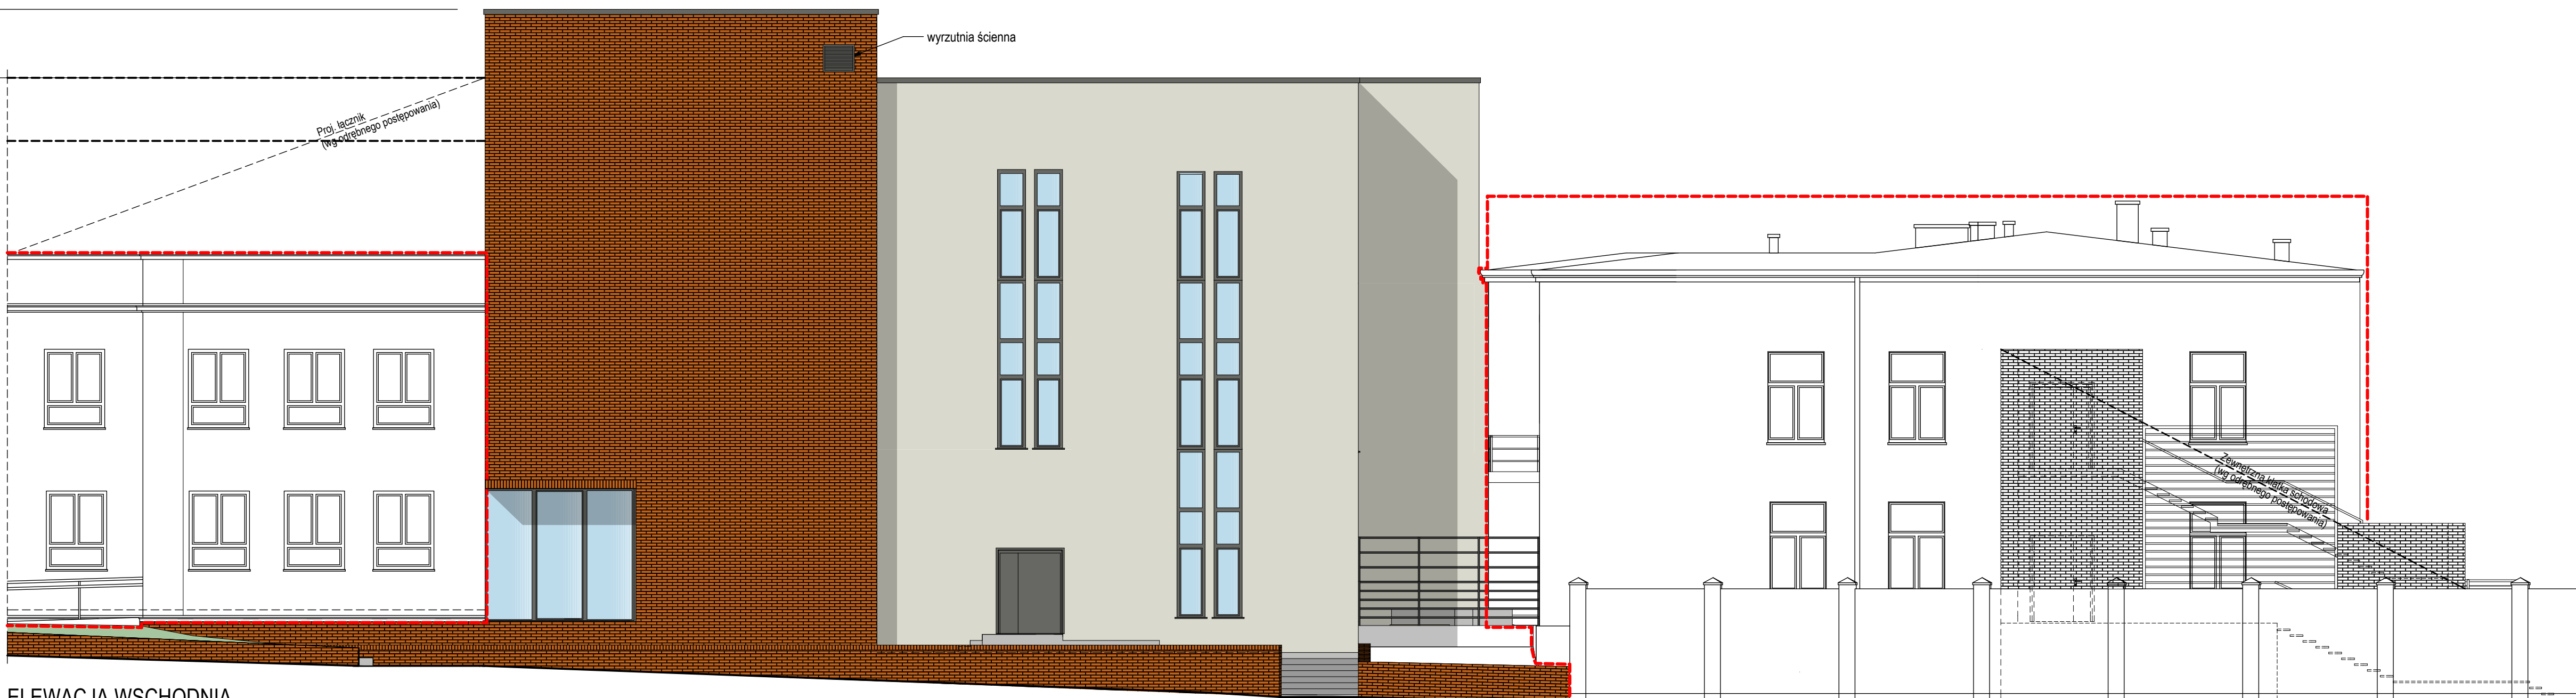 wyrzutnia ścienna
Proj. łącznik
(wg odrębnego postępowania)
Zewnętrzna klatka schodowa
(wg odrębnego postępowania)
ELEWACJA WSCHODNIA